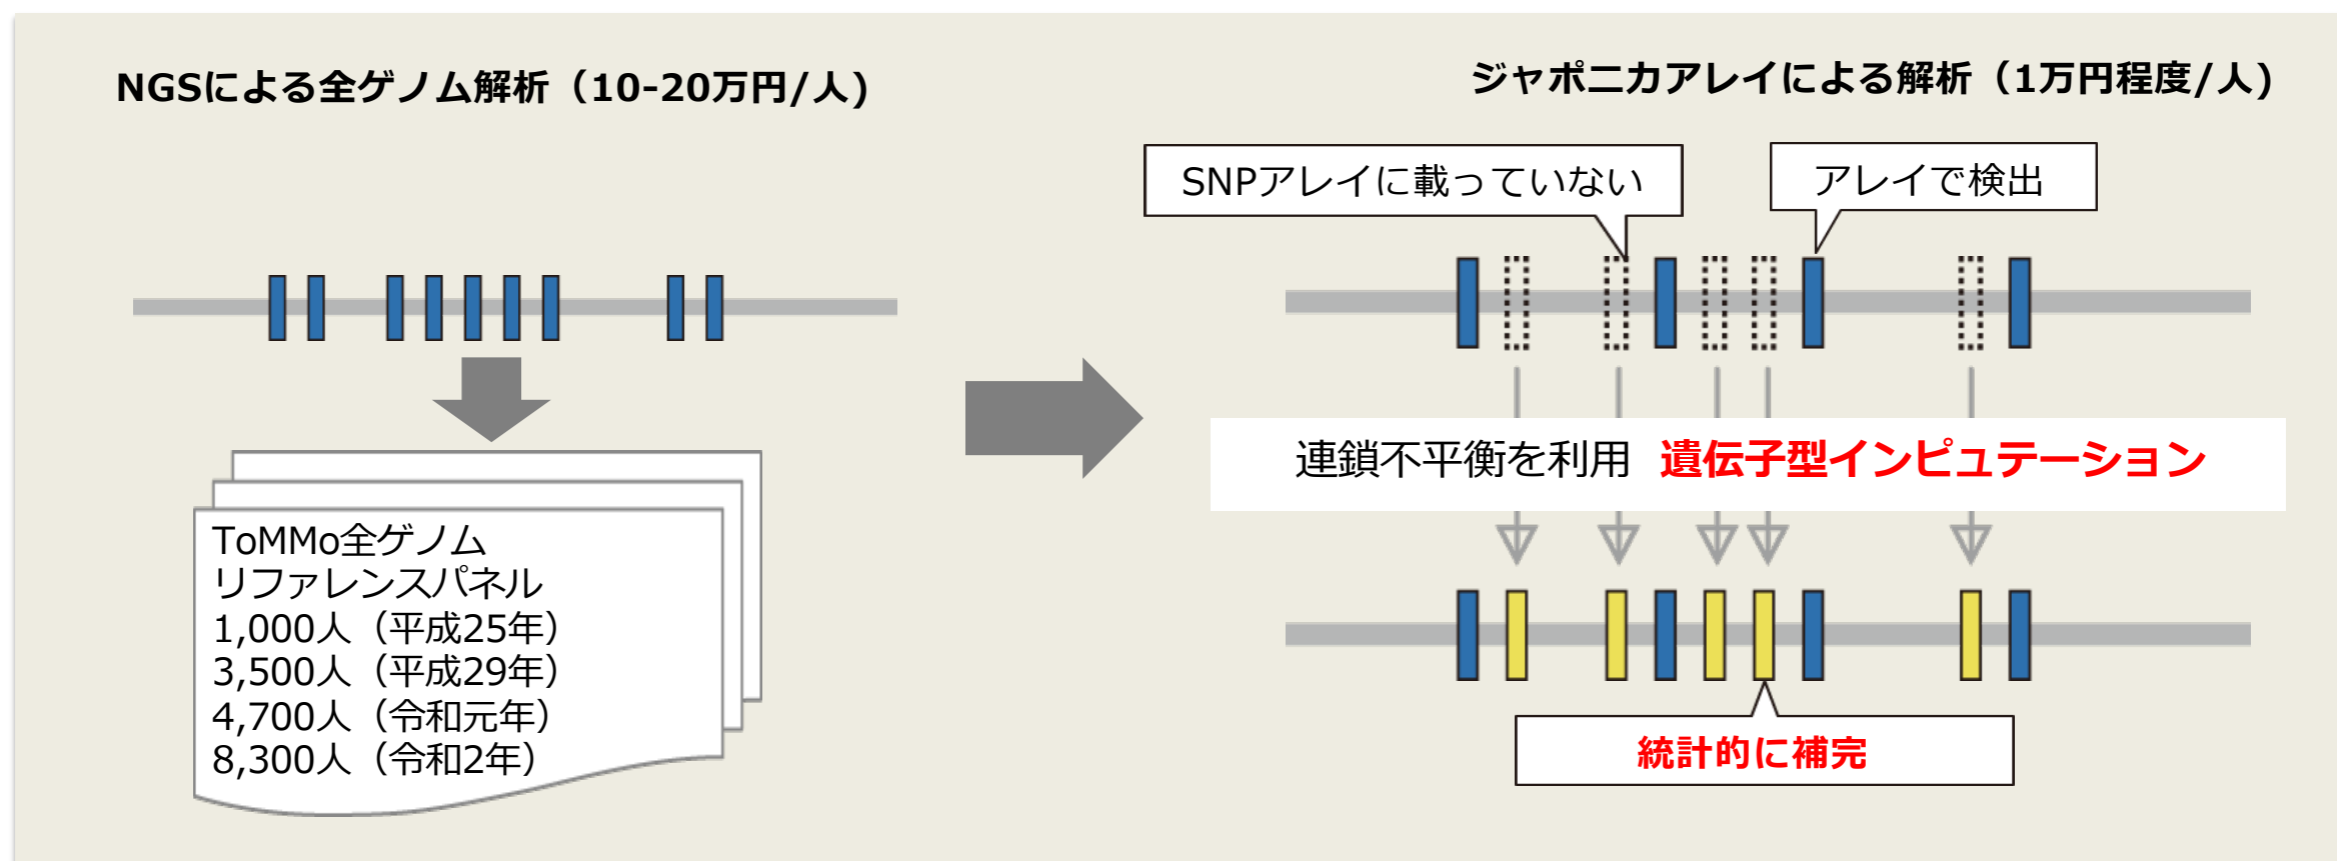 NGSによる全ゲノム解析（10-20万円/人)
ジャポニカアレイによる解析（1万円程度/人)
SNPアレイに載っていない
アレイで検出
連鎖不平衡を利用 遺伝子型インピュテーション
ToMMo全ゲノム
リファレンスパネル
1,000人（平成25年）
3,500人（平成29年）
4,700人（令和元年）
8,300人（令和2年）
統計的に補完